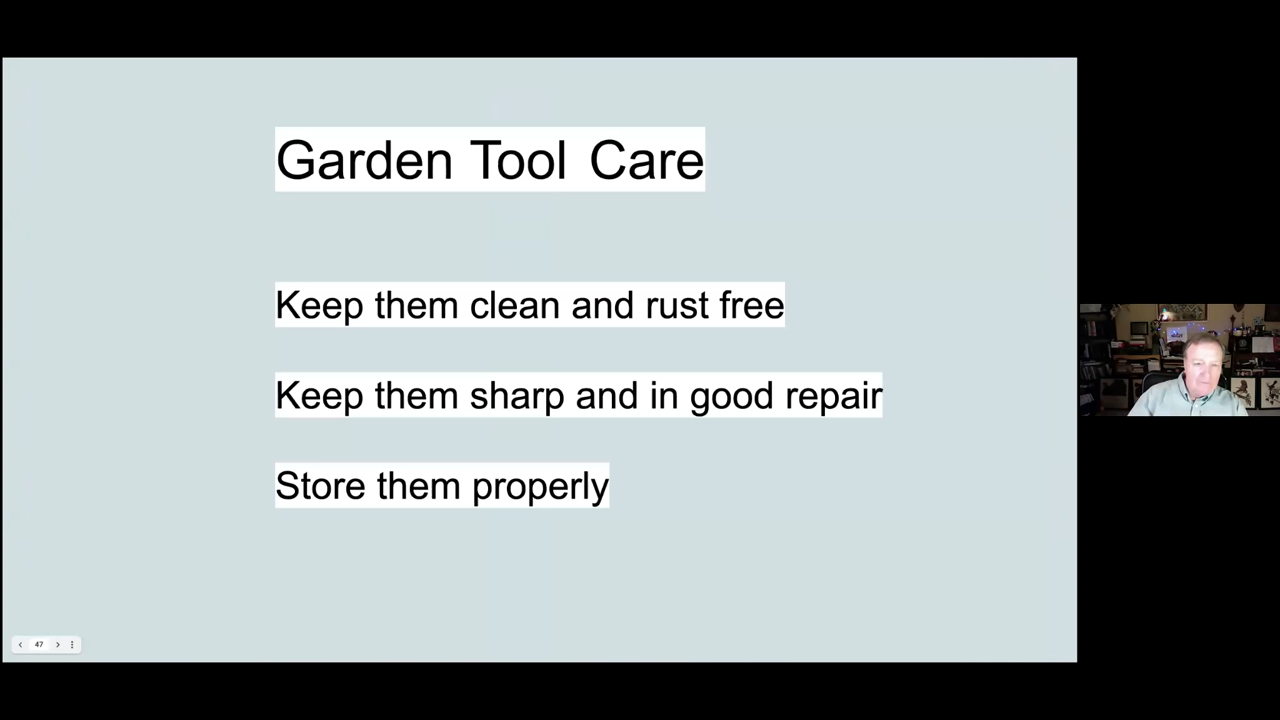 Garden Tool Care
Keep them clean and rust free
Keep them sharp and in good repair
Store them properly
47